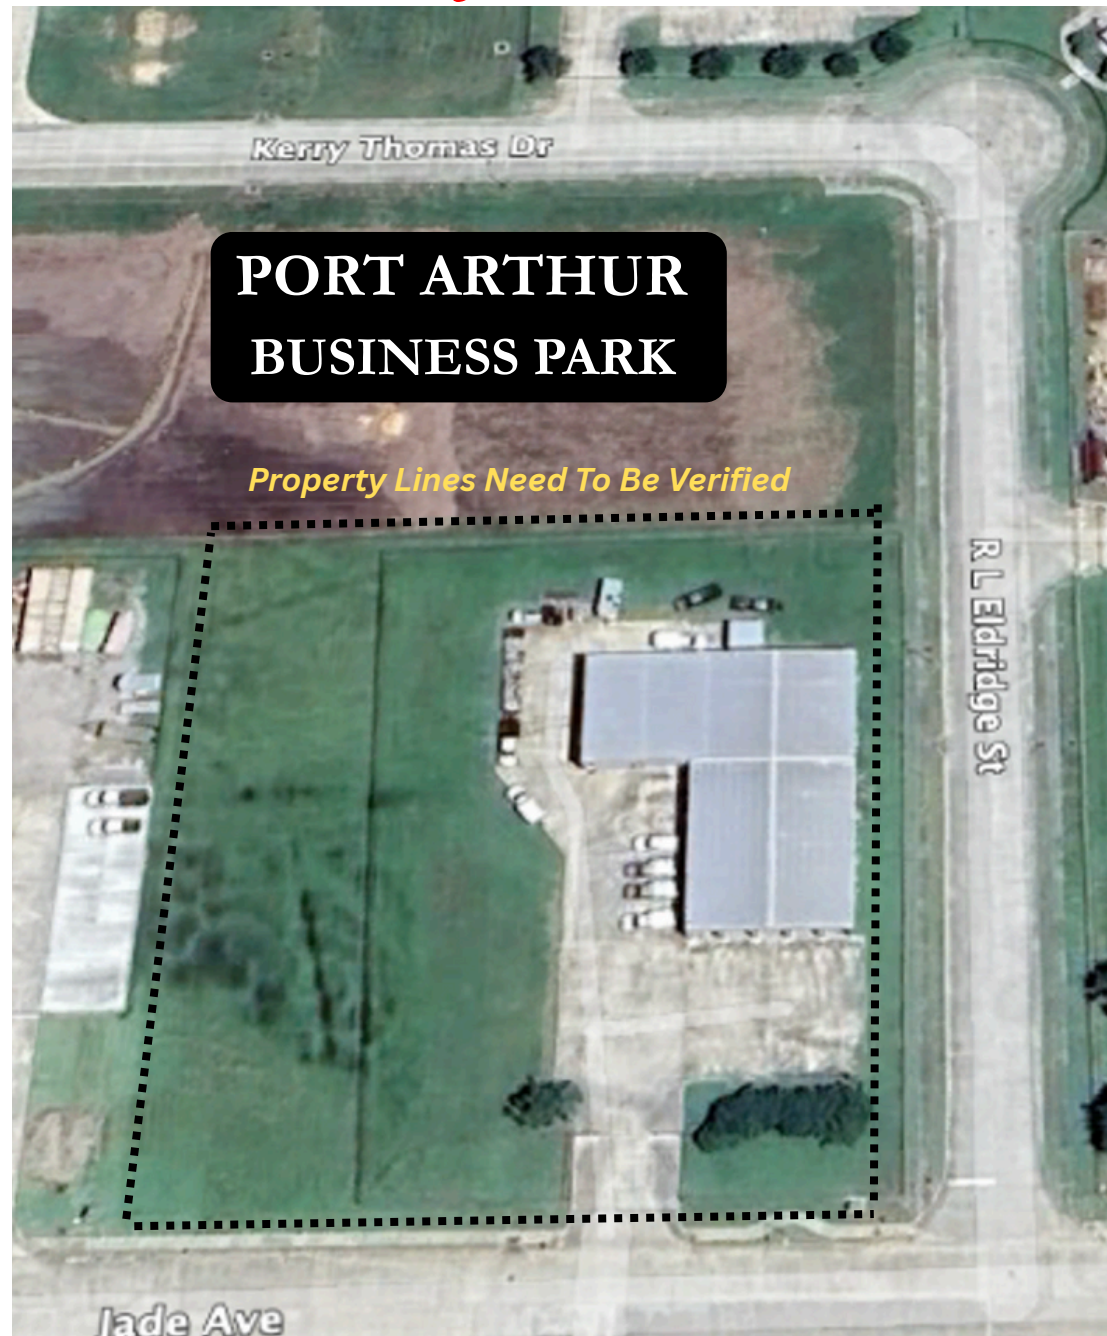 Kerry Thomas Dr
PORT ARTHUR
BUSINESS PARK
Property Lines Need To Be Verified
R L Eldridge St
Jade Ave